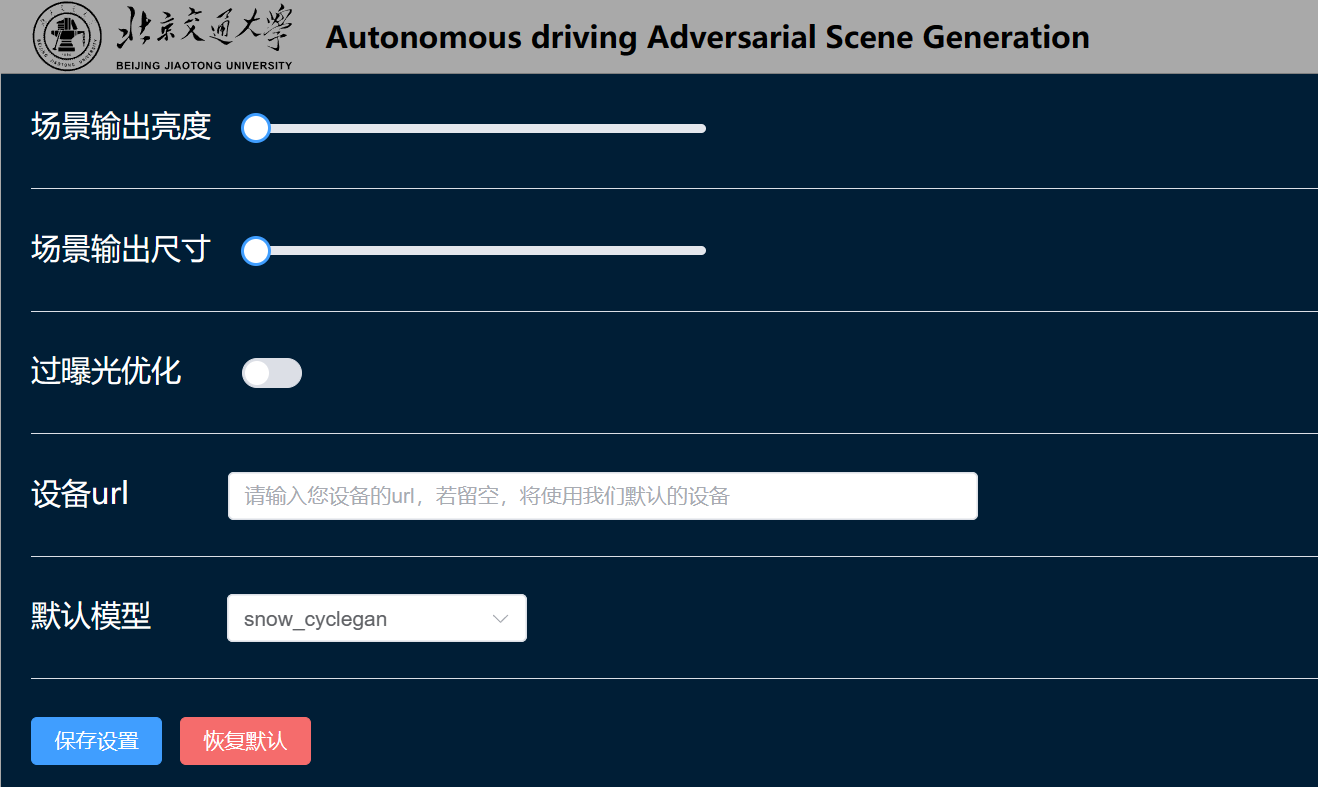 北京交通大学
BEIJING JIAOTONG UNIVERSITY
Autonomous driving Adversarial Scene Generation
场景输出亮度
场景输出尺寸
过曝光优化
设备url
请输入您设备的url，若留空，将使用我们默认的设备
默认模型
snow_cyclegan
保存设置
恢复默认